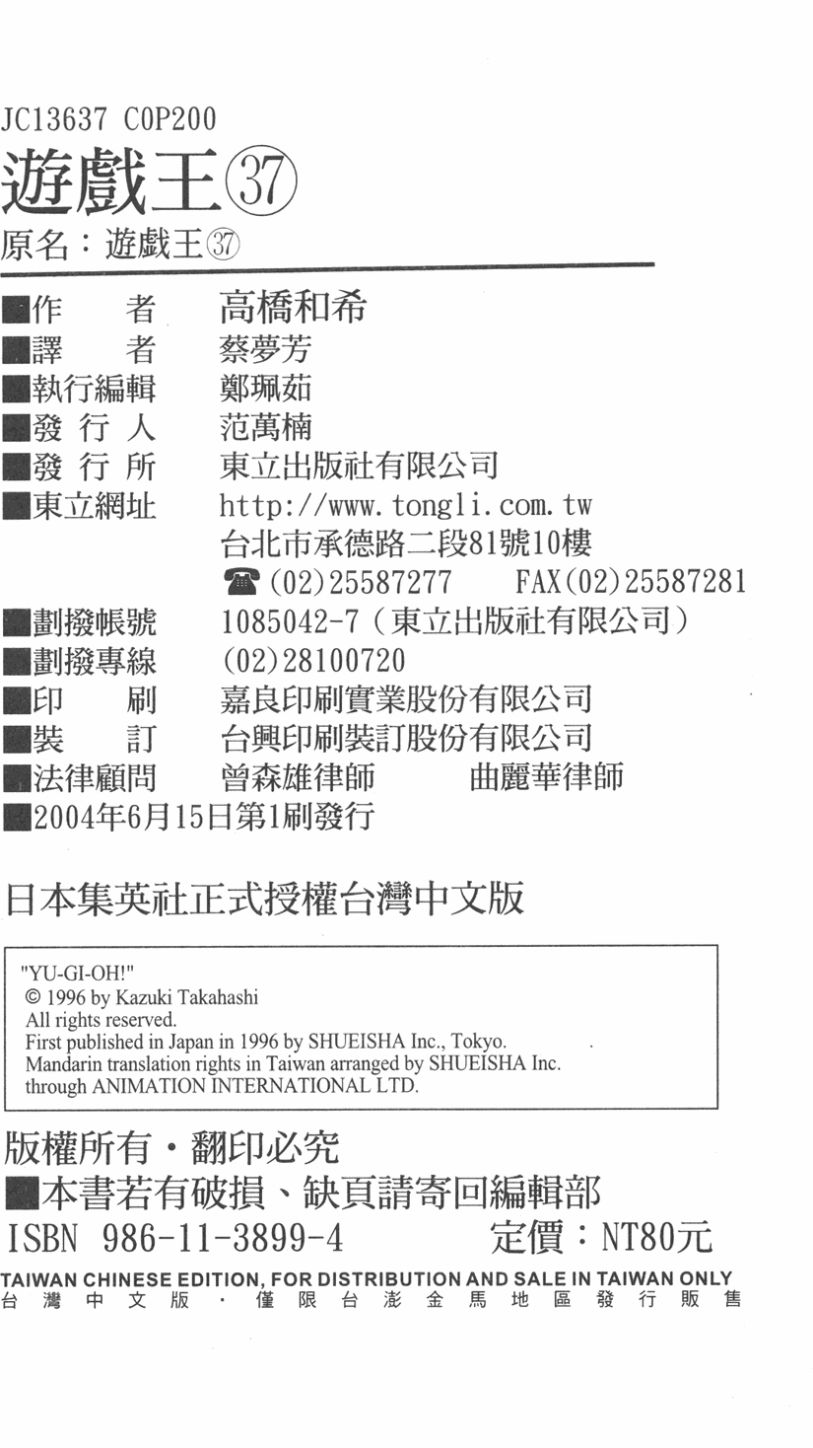 JC13637 C0P200
遊戲王㊲
原名：遊戲王㊲
■作　者　高橋和希
■譯　者　蔡夢芳
■執行編輯　鄭珮茹
■發行人　范萬楠
■發行所　東立出版社有限公司
■東立網址　http://www.tongli.com.tw
台北市承德路二段81號10樓
☎(02)25587277　FAX(02)25587281
■劃撥帳號　1085042-7（東立出版社有限公司）
■劃撥專線　(02)28100720
■印　刷　嘉良印刷實業股份有限公司
■裝　訂　台興印刷裝訂股份有限公司
■法律顧問　曾森雄律師　曲麗華律師
■2004年6月15日第1刷發行
日本集英社正式授權台灣中文版
"YU-GI-OH!"
© 1996 by Kazuki Takahashi
All rights reserved.
First published in Japan in 1996 by SHUEISHA Inc., Tokyo.
Mandarin translation rights in Taiwan arranged by SHUEISHA Inc.
through ANIMATION INTERNATIONAL LTD.
版權所有・翻印必究
■本書若有破損、缺頁請寄回編輯部
ISBN 986-11-3899-4　定價：NT80元
TAIWAN CHINESE EDITION, FOR DISTRIBUTION AND SALE IN TAIWAN ONLY
台灣中文版・僅限台澎金馬地區發行販售